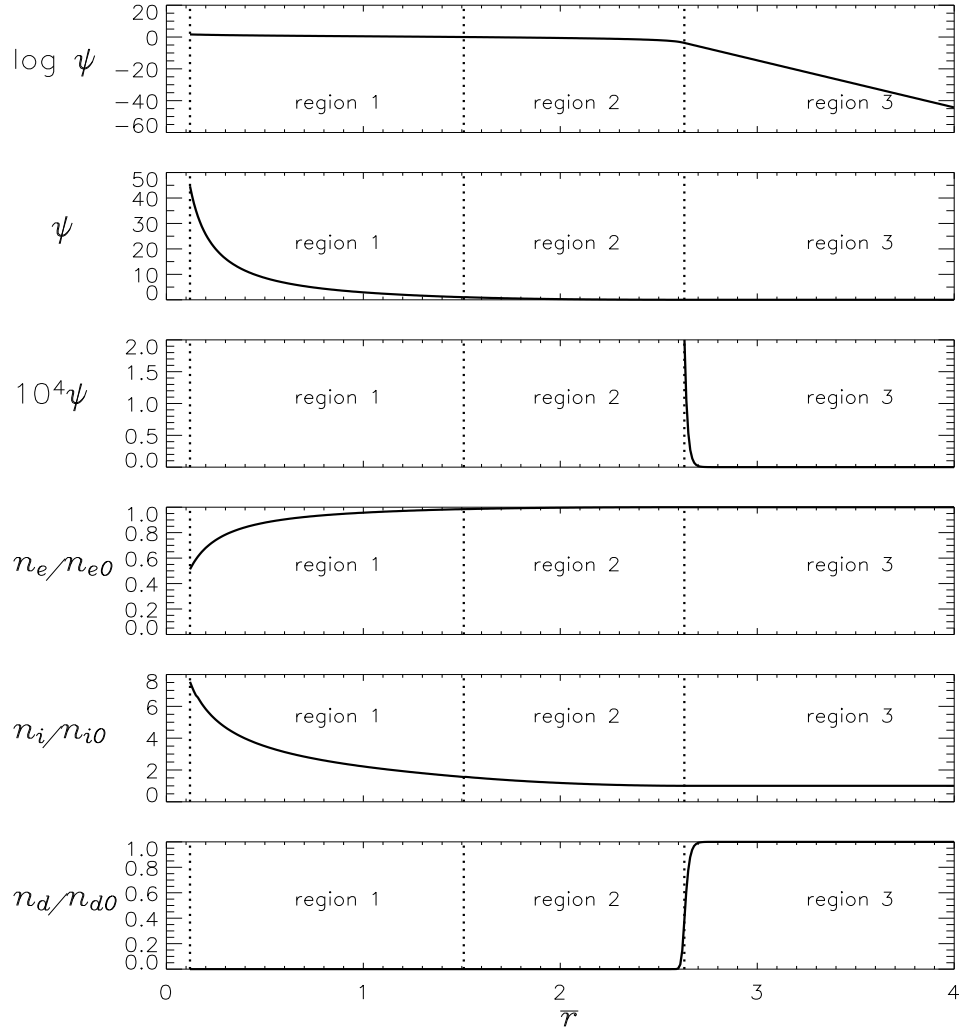 20
0
−20
−40
−60
log ψ
region 1 region 2 region 3
50
40
30
20
10
0
ψ
region 1 region 2 region 3
2.0
1.5
1.0
0.5
0.0
10⁴ψ
region 1 region 2 region 3
1.0
0.8
0.6
0.4
0.2
0.0
nₑ/nₑ₀
region 1 region 2 region 3
8
6
4
2
0
nᵢ/nᵢ₀
region 1 region 2 region 3
1.0
0.8
0.6
0.4
0.2
0.0
n_d/n_d0
region 1 region 2 region 3
0 1 2 3 4
r̅